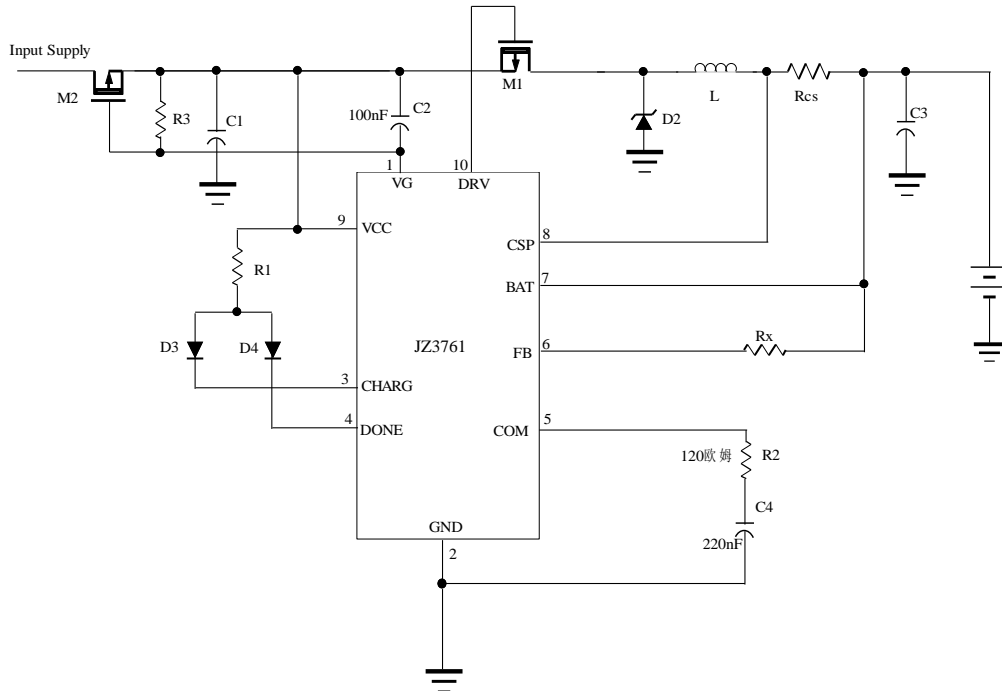 Input Supply
M2
R3
C1
100nF
C2
M1
D2
L
Rcs
C3
1
VG
10
DRV
9
VCC
R1
8
CSP
7
BAT
D3
D4
JZ3761
6
FB
Rx
3
CHARG
4
DONE
5
COM
120欧姆
R2
C4
220nF
GND
2